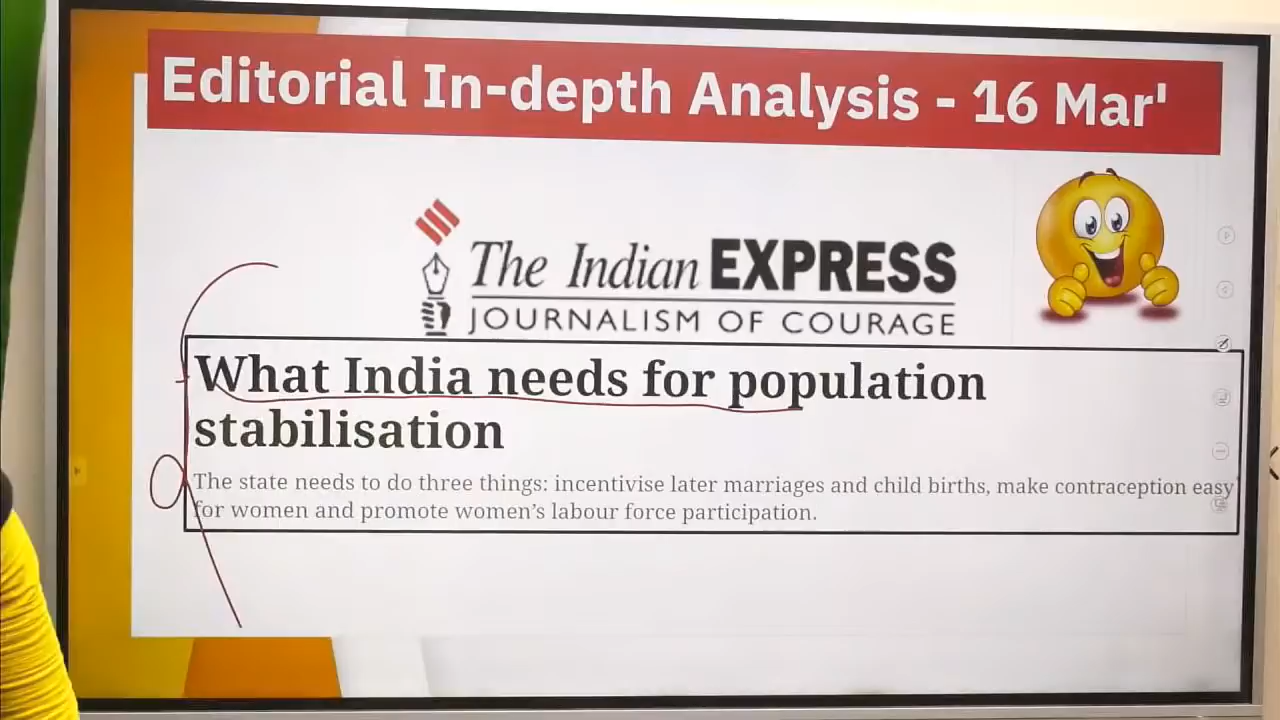 Editorial In-depth Analysis - 16 Mar'
The Indian EXPRESS
JOURNALISM OF COURAGE
What India needs for population
stabilisation
The state needs to do three things: incentivise later marriages and child births, make contraception easy
for women and promote women's labour force participation.